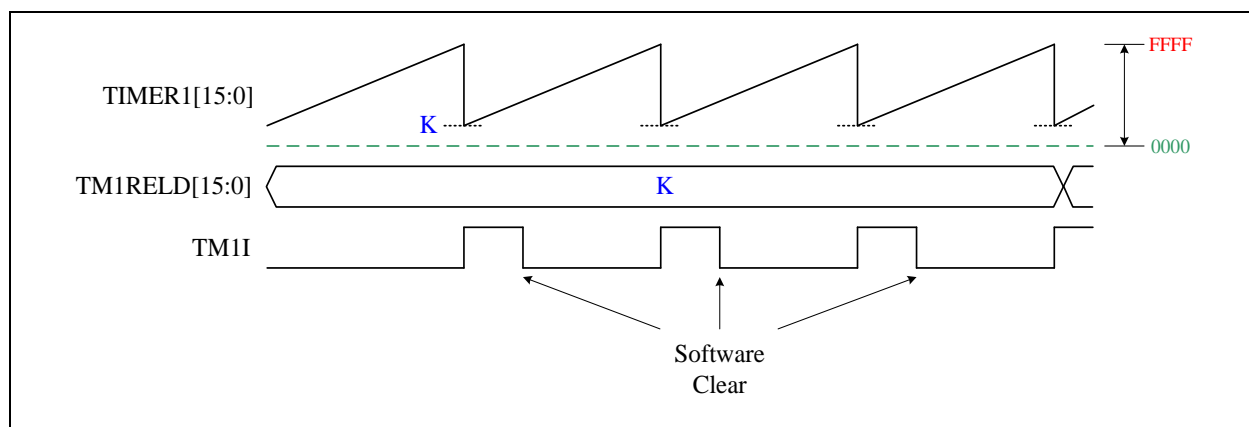 FFFF
TIMER1[15:0]
K
0000
TM1RELD[15:0]
K
TM1I
Software
Clear